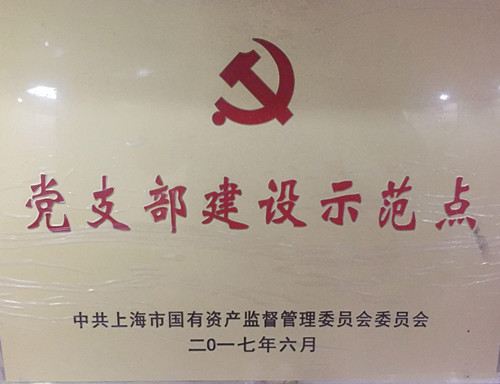 党支部建设示范点
中共上海市国有资产监督管理委员会委员会
二0一七年六月